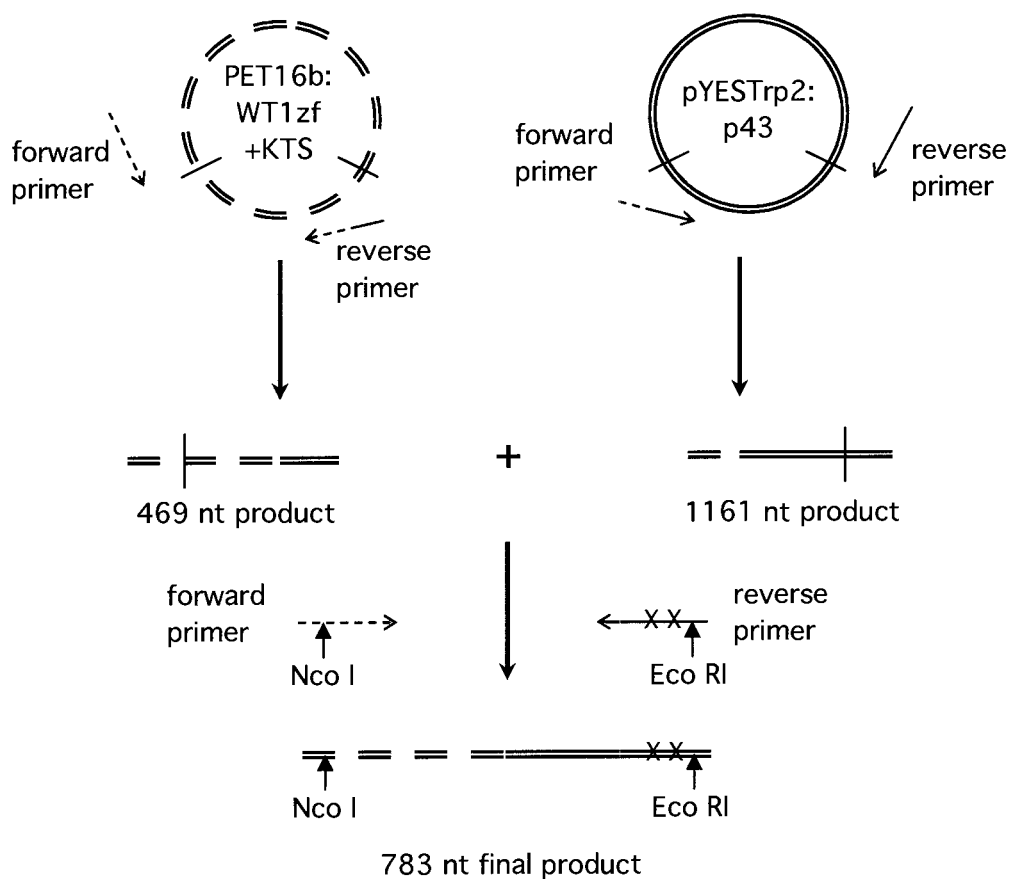 PET16b:
WT1zf
+KTS
forward
primer
reverse
primer
pYESTrp2:
p43
forward
primer
reverse
primer
+
469 nt product
1161 nt product
forward
primer
Nco I
X X
reverse
primer
Eco RI
X X
Nco I
Eco RI
783 nt final product